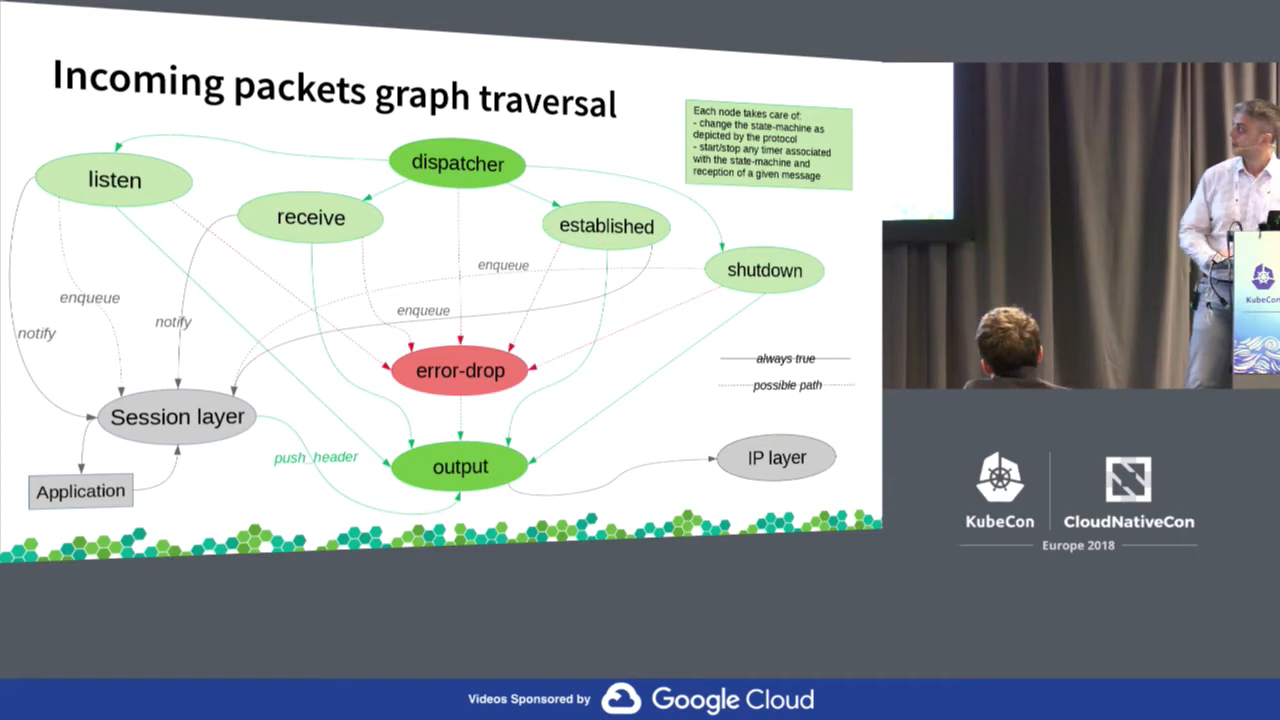 Incoming packets graph traversal
Each node takes care of:
- change the state-machine as
depicted by the protocol
- start/stop any timer associated
with the state-machine and
reception of a given message
dispatcher
listen
receive
established
shutdown
enqueue
enqueue
enqueue
notify
notify
error-drop
always true
possible path
Session layer
push_header
output
IP layer
Application
KubeCon
KubeCon
CloudNativeCon
Europe 2018
Videos Sponsored by
Google Cloud